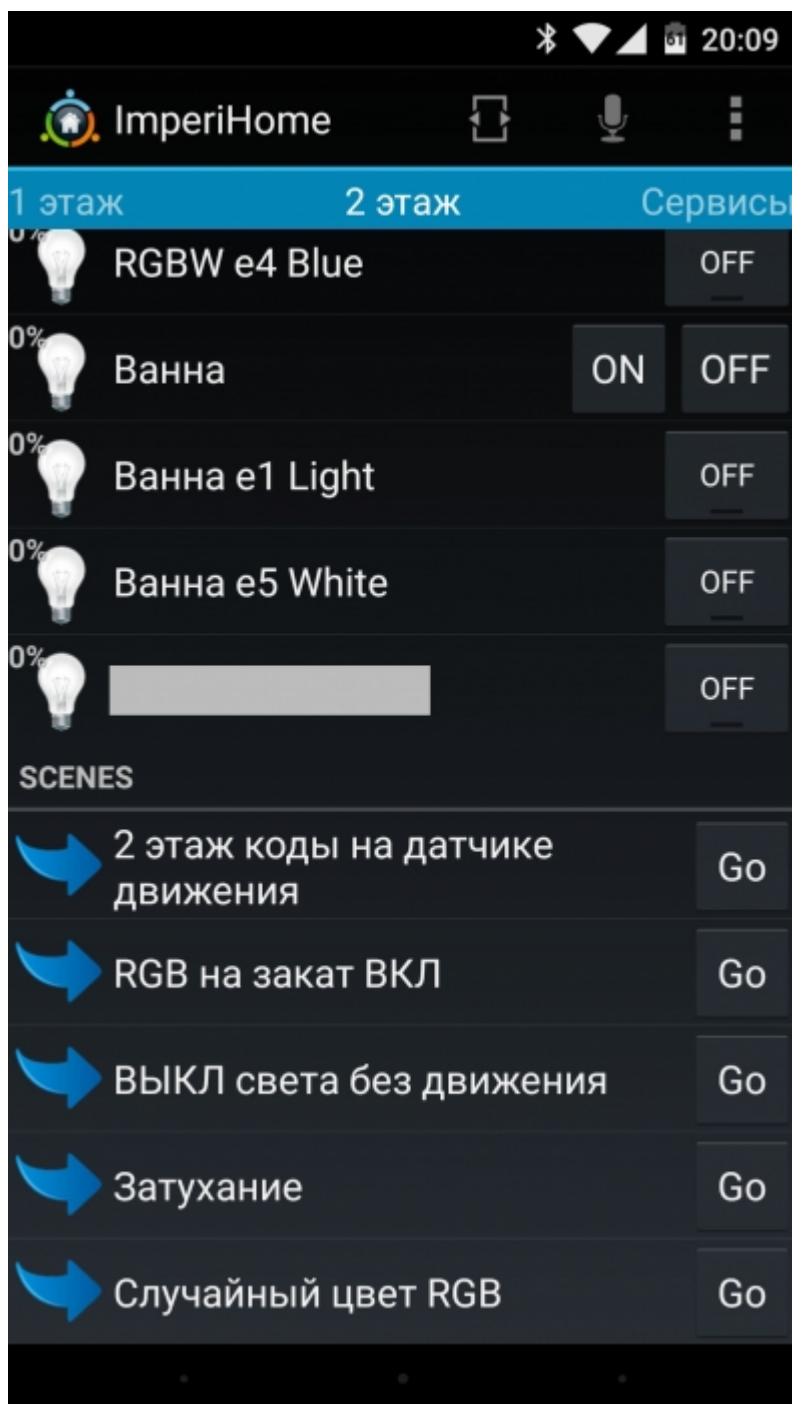 61 20:09
ImperiHome
1 этаж 2 этаж Сервисы
0% RGBW e4 Blue OFF
0% Ванна ON OFF
0% Ванна e1 Light OFF
0% Ванна e5 White OFF
0% OFF
SCENES
2 этаж коды на датчике
движения
Go
RGB на закат ВКЛ Go
ВЫКЛ света без движения Go
Затухание Go
Случайный цвет RGB Go